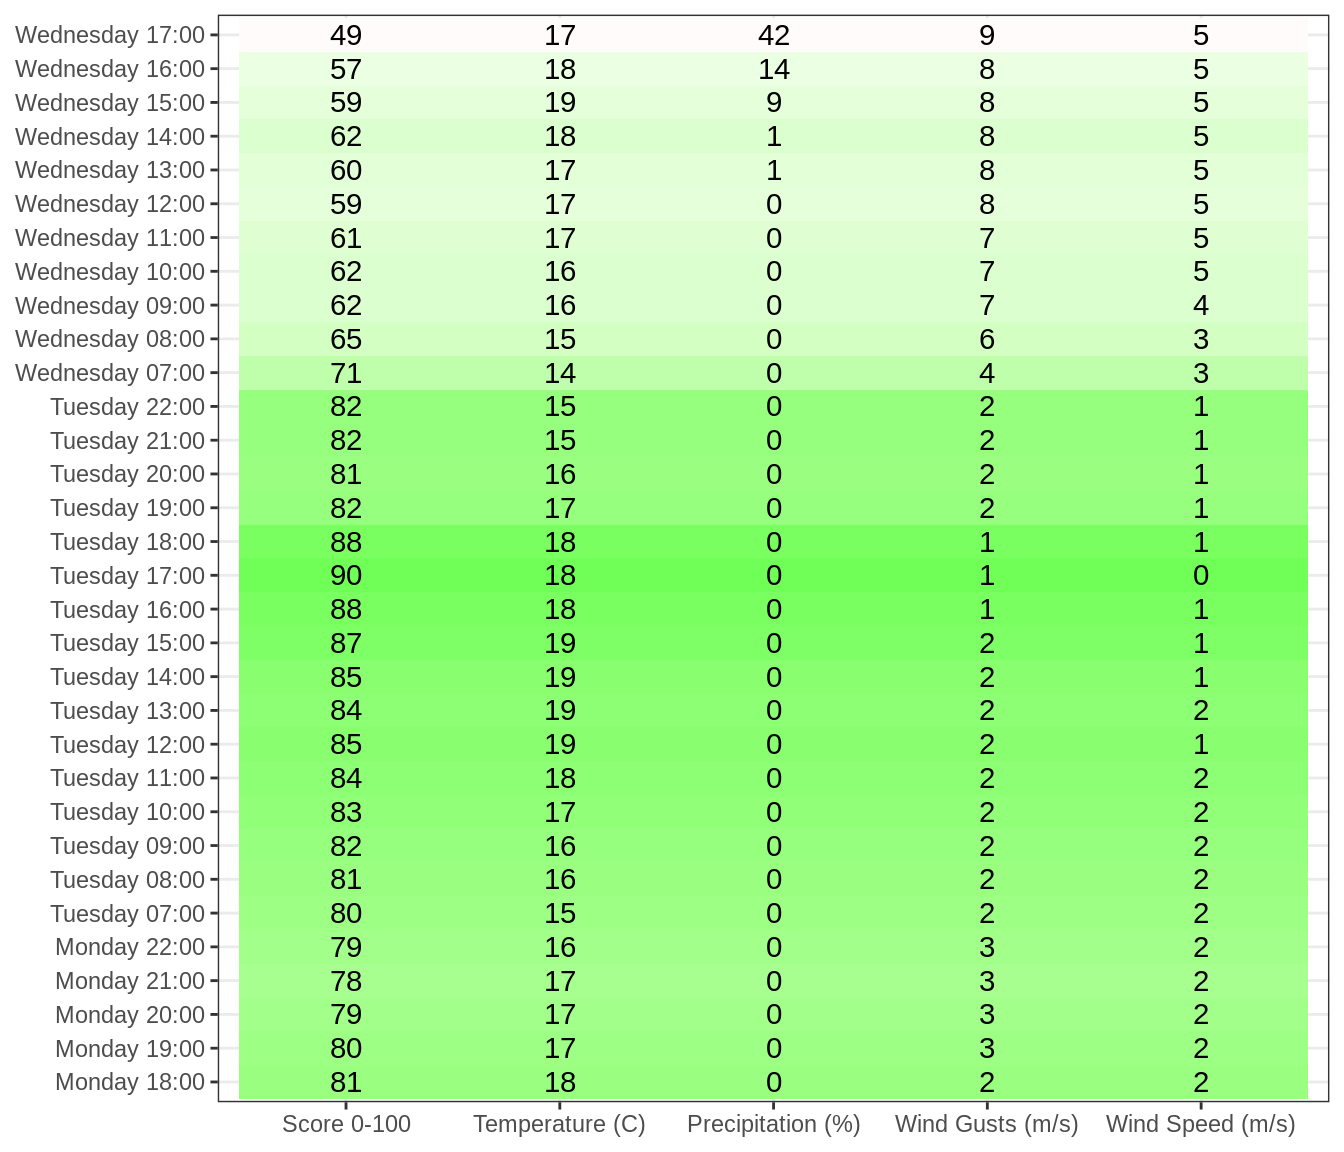 Wednesday 17:00 49 17 42 9 5
Wednesday 16:00 57 18 14 8 5
Wednesday 15:00 59 19 9 8 5
Wednesday 14:00 62 18 1 8 5
Wednesday 13:00 60 17 1 8 5
Wednesday 12:00 59 17 0 8 5
Wednesday 11:00 61 17 0 7 5
Wednesday 10:00 62 16 0 7 5
Wednesday 09:00 62 16 0 7 4
Wednesday 08:00 65 15 0 6 3
Wednesday 07:00 71 14 0 4 3
Tuesday 22:00 82 15 0 2 1
Tuesday 21:00 82 15 0 2 1
Tuesday 20:00 81 16 0 2 1
Tuesday 19:00 82 17 0 2 1
Tuesday 18:00 88 18 0 1 1
Tuesday 17:00 90 18 0 1 0
Tuesday 16:00 88 18 0 1 1
Tuesday 15:00 87 19 0 2 1
Tuesday 14:00 85 19 0 2 1
Tuesday 13:00 84 19 0 2 2
Tuesday 12:00 85 19 0 2 1
Tuesday 11:00 84 18 0 2 2
Tuesday 10:00 83 17 0 2 2
Tuesday 09:00 82 16 0 2 2
Tuesday 08:00 81 16 0 2 2
Tuesday 07:00 80 15 0 2 2
Monday 22:00 79 16 0 3 2
Monday 21:00 78 17 0 3 2
Monday 20:00 79 17 0 3 2
Monday 19:00 80 17 0 3 2
Monday 18:00 81 18 0 2 2
Score 0-100 Temperature (C) Precipitation (%) Wind Gusts (m/s) Wind Speed (m/s)